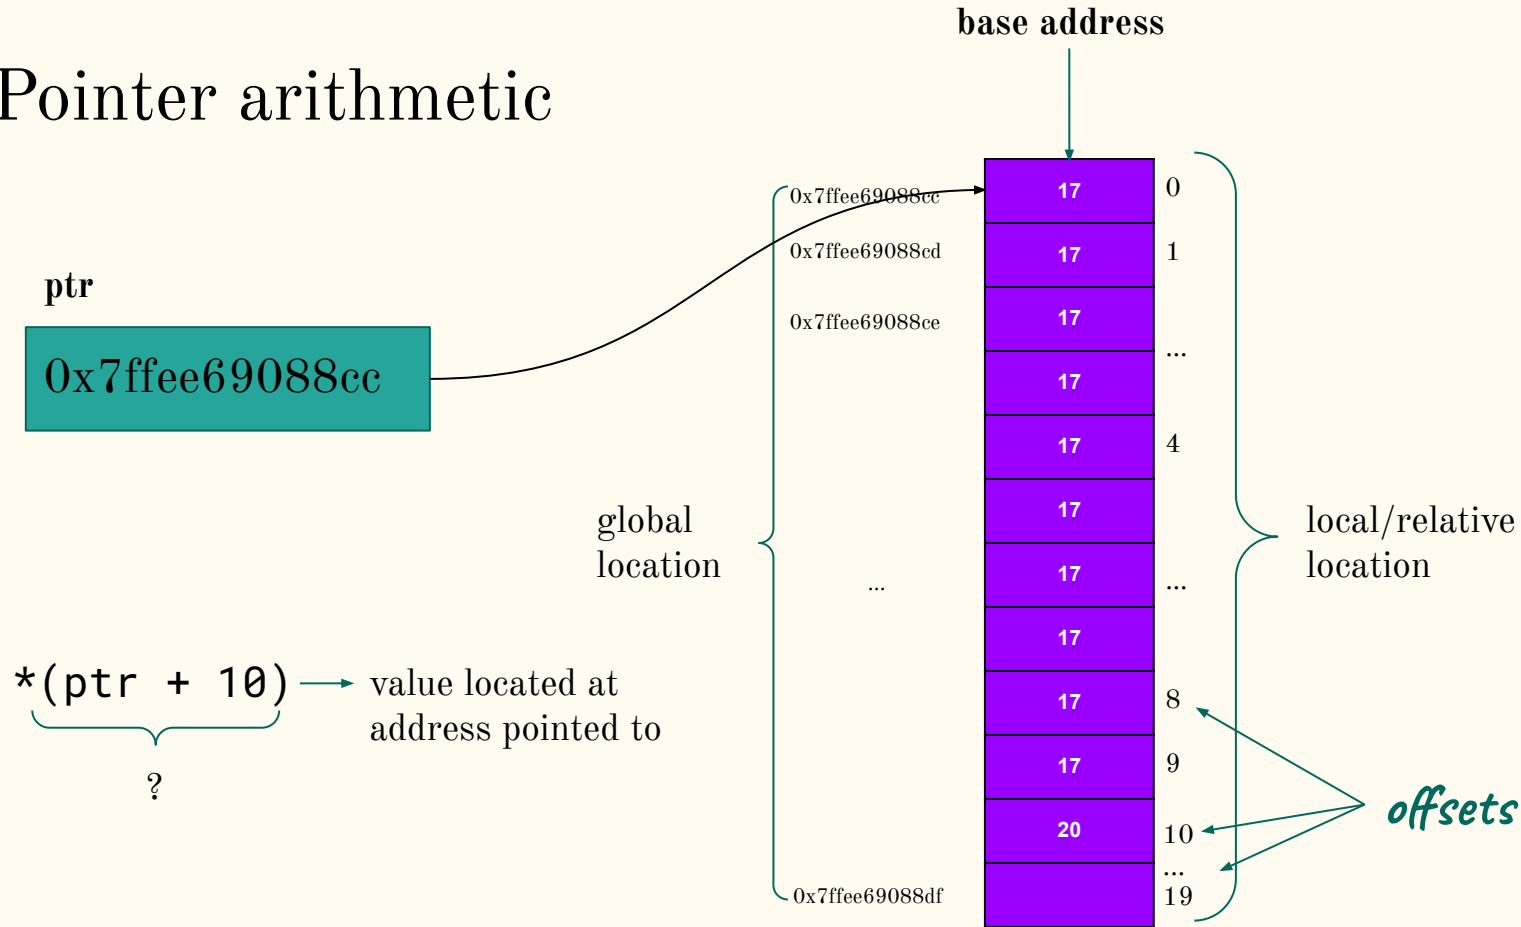 base address
Pointer arithmetic
ptr
0x7ffee69088cc
0x7ffee69088cc
0x7ffee69088cd
0x7ffee69088ce
...
0x7ffee69088df
global
location
17
17
17
17
17
17
17
17
17
17
20
0
1
...
4
...
8
9
10
...
19
local/relative
location
offsets
*(ptr + 10)
value located at
address pointed to
?